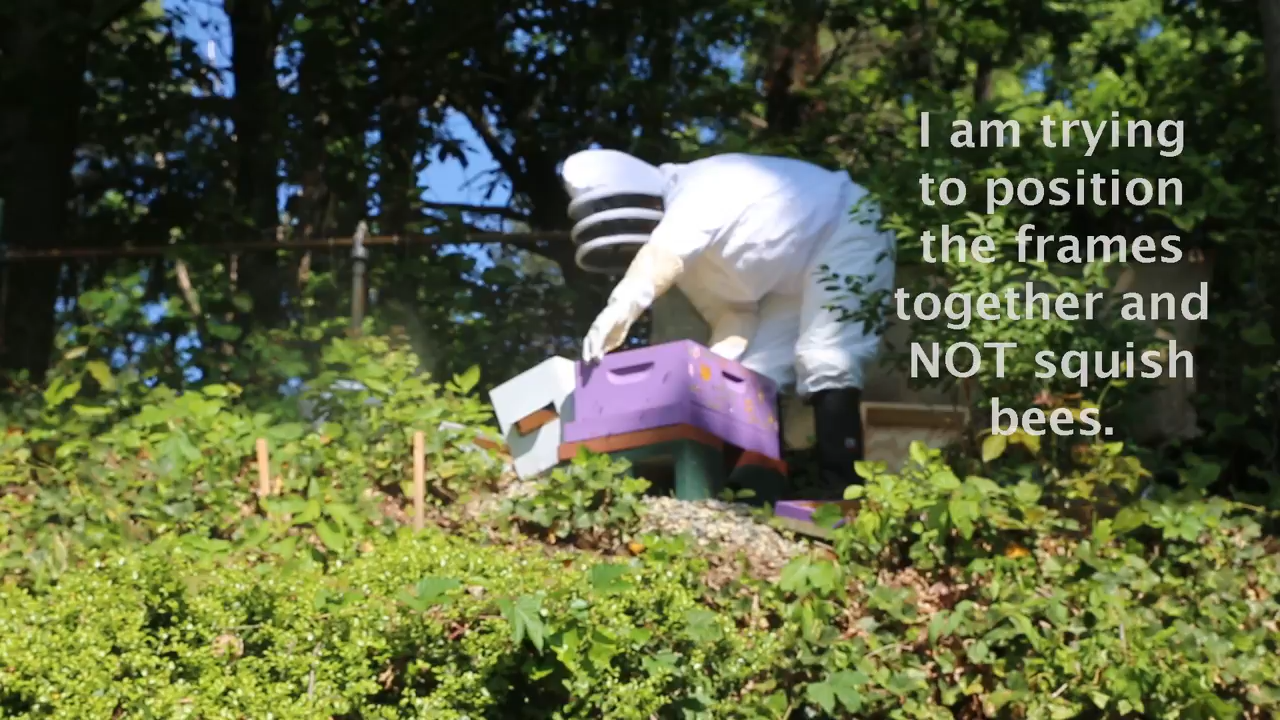 I am trying
to position
the frames
together and
NOT squish
bees.